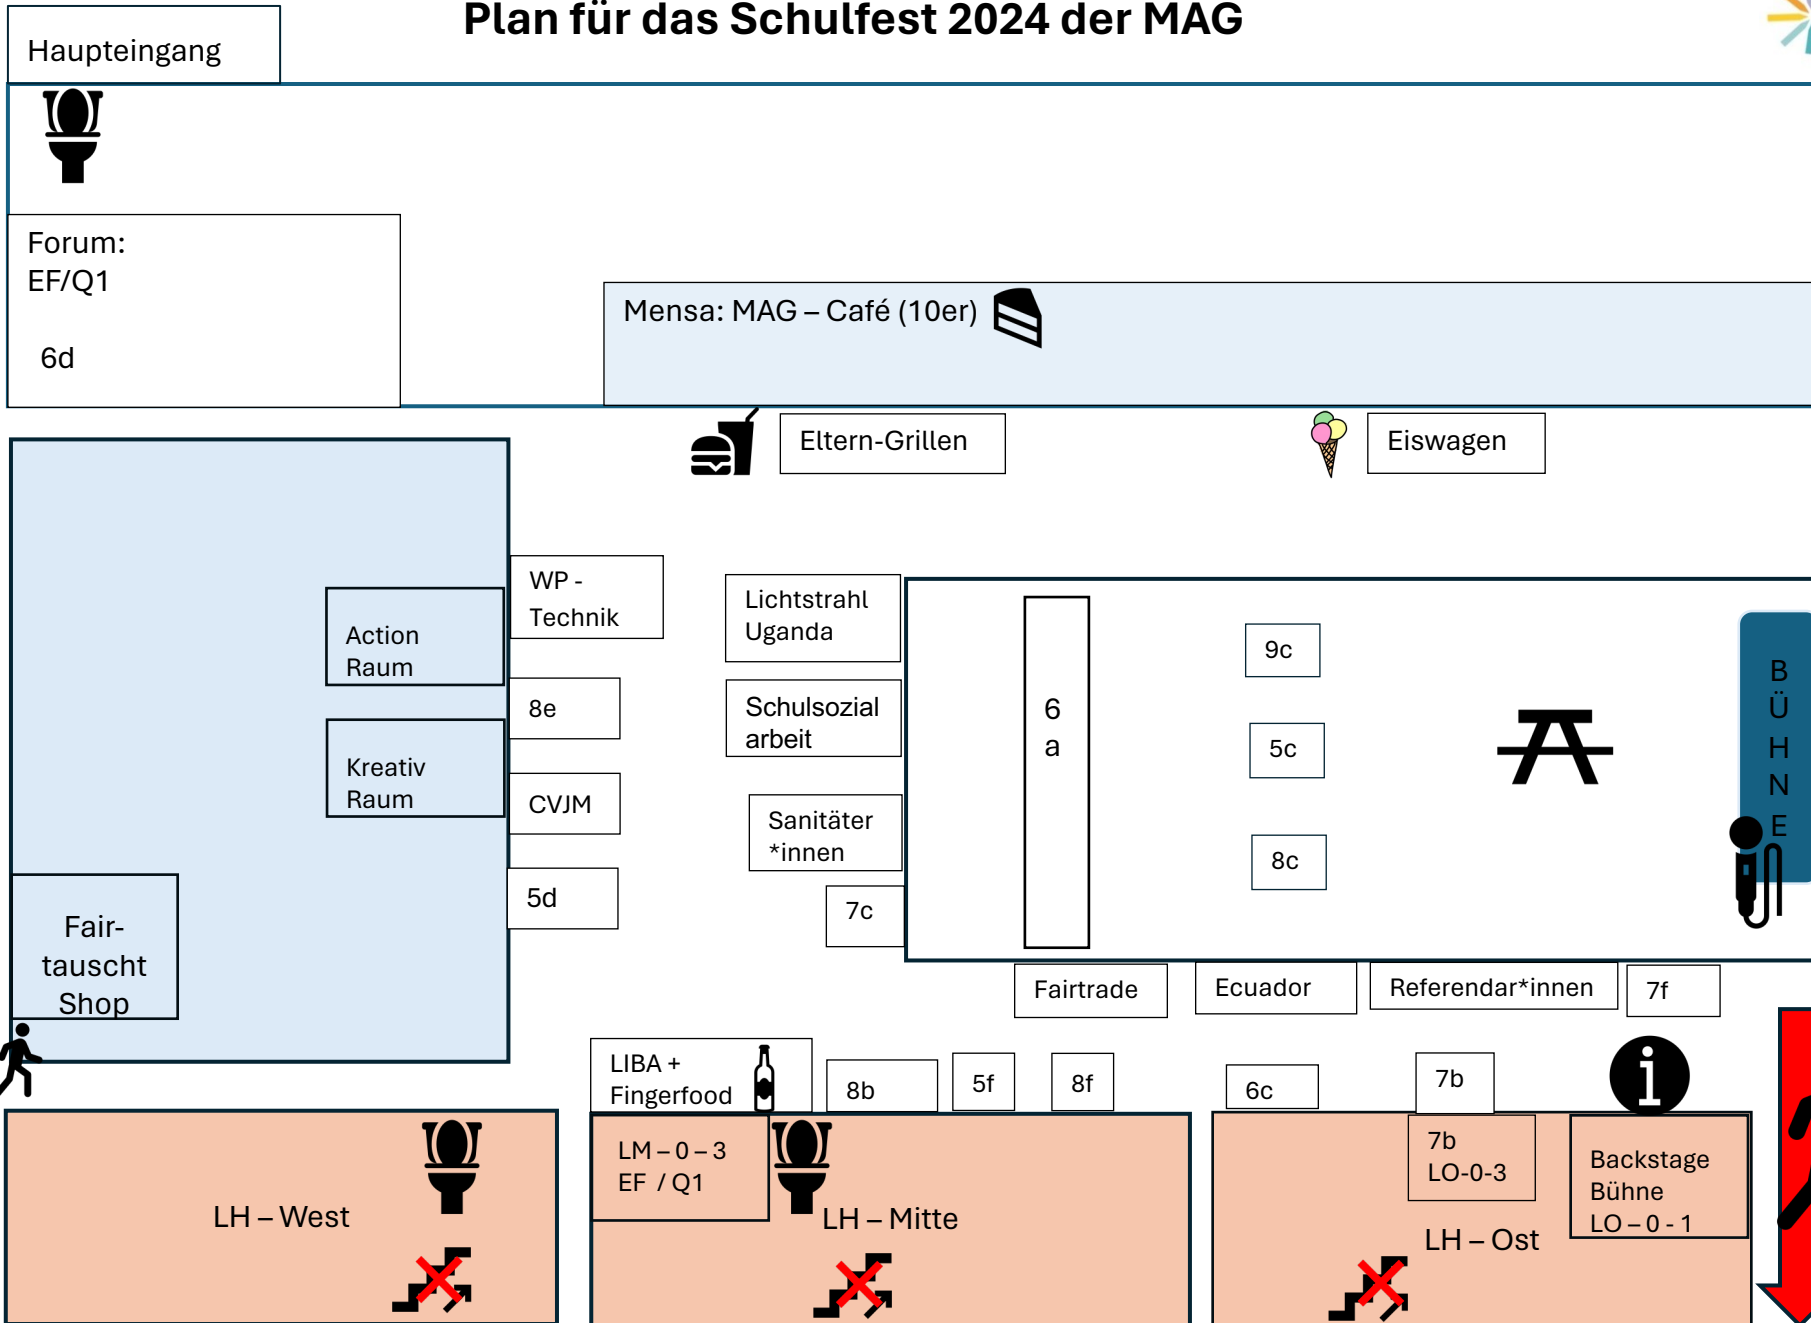 Plan für das Schulfest 2024 der MAG
Haupteingang
Forum:
EF/Q1
6d
Mensa: MAG – Café (10er)
Eltern-Grillen
Eiswagen
WP -
Technik
Action
Raum
8e
Kreativ
Raum
CVJM
5d
Fair-
tauscht
Shop
Lichtstrahl
Uganda
Schulsozial
arbeit
Sanitäter
*innen
7c
6
a
9c
5c
8c
B
Ü
H
N
E
Fairtrade
Ecuador
Referendar*innen
7f
LIBA +
Fingerfood
8b
5f
8f
6c
7b
i
LH – West
LM – 0 – 3
EF / Q1
LH – Mitte
7b
LO-0-3
LH – Ost
Backstage
Bühne
LO – 0 - 1